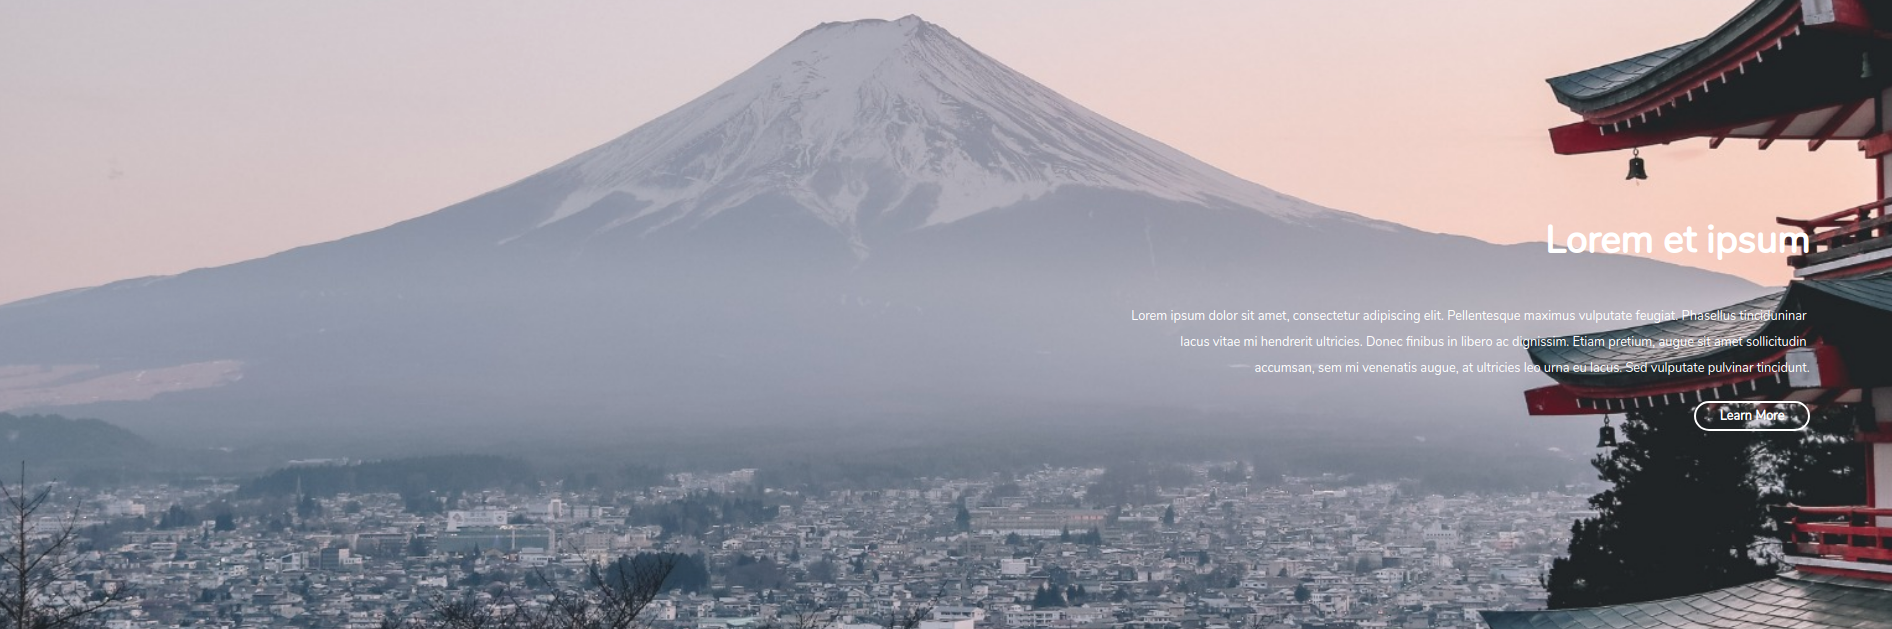 Lorem et ipsum
Lorem ipsum dolor sit amet, consectetur adipiscing elit. Pellentesque maximus vulputate feugiat. Phasellus tinciduninar
lacus vitae mi hendrerit ultricies. Donec finibus in libero ac dignissim. Etiam pretium, augue sit amet sollicitudin
accumsan, sem mi venenatis augue, at ultricies leo urna eu lacus. Sed vulputate pulvinar tincidunt.
Learn More